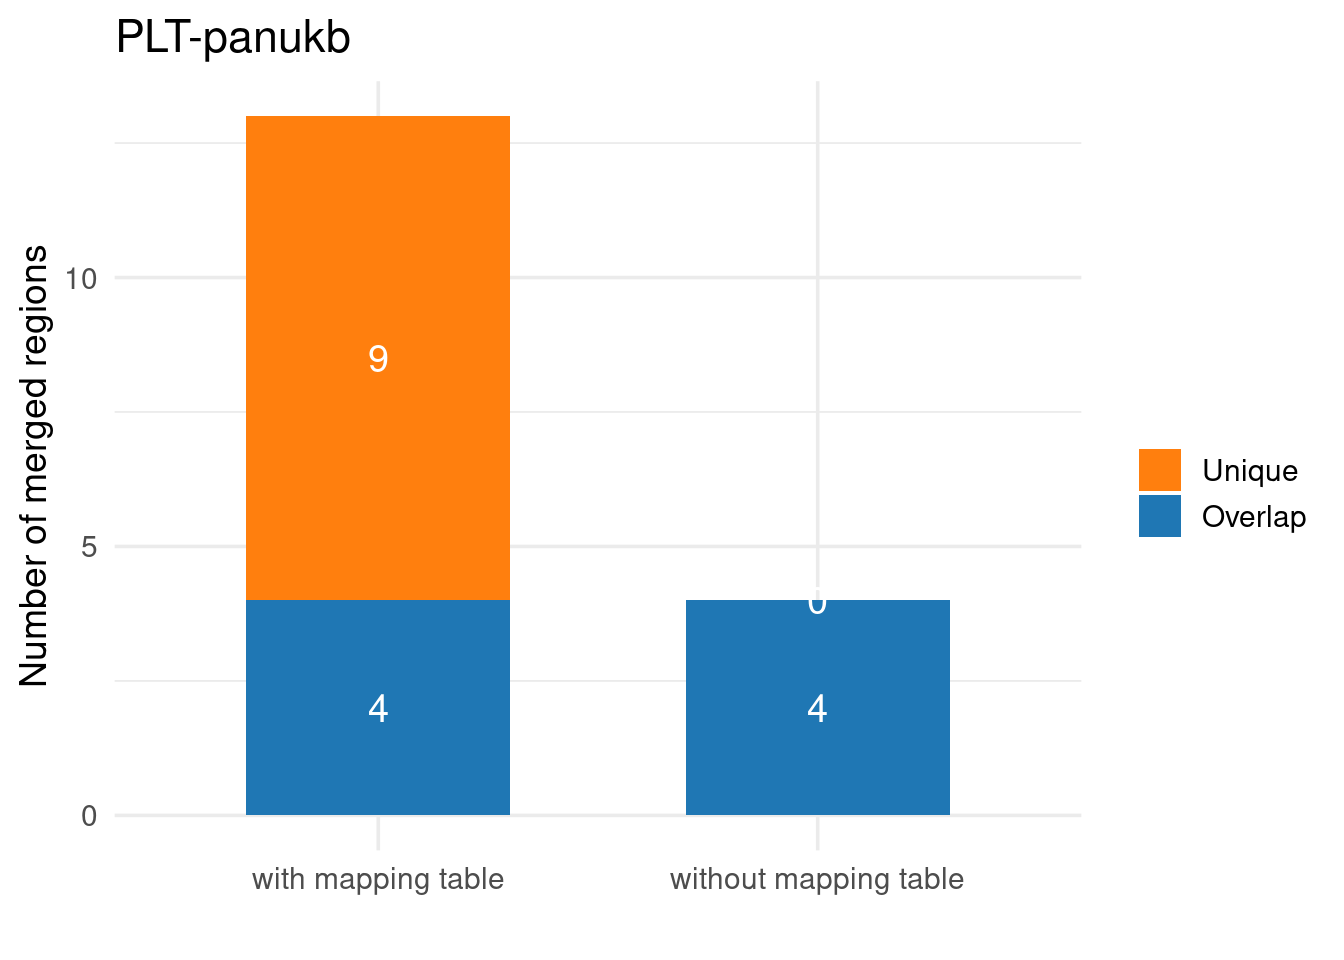 PLT-panukb
Number of merged regions
10
5
0
9
4
0
4
with mapping table
without mapping table
Unique
Overlap